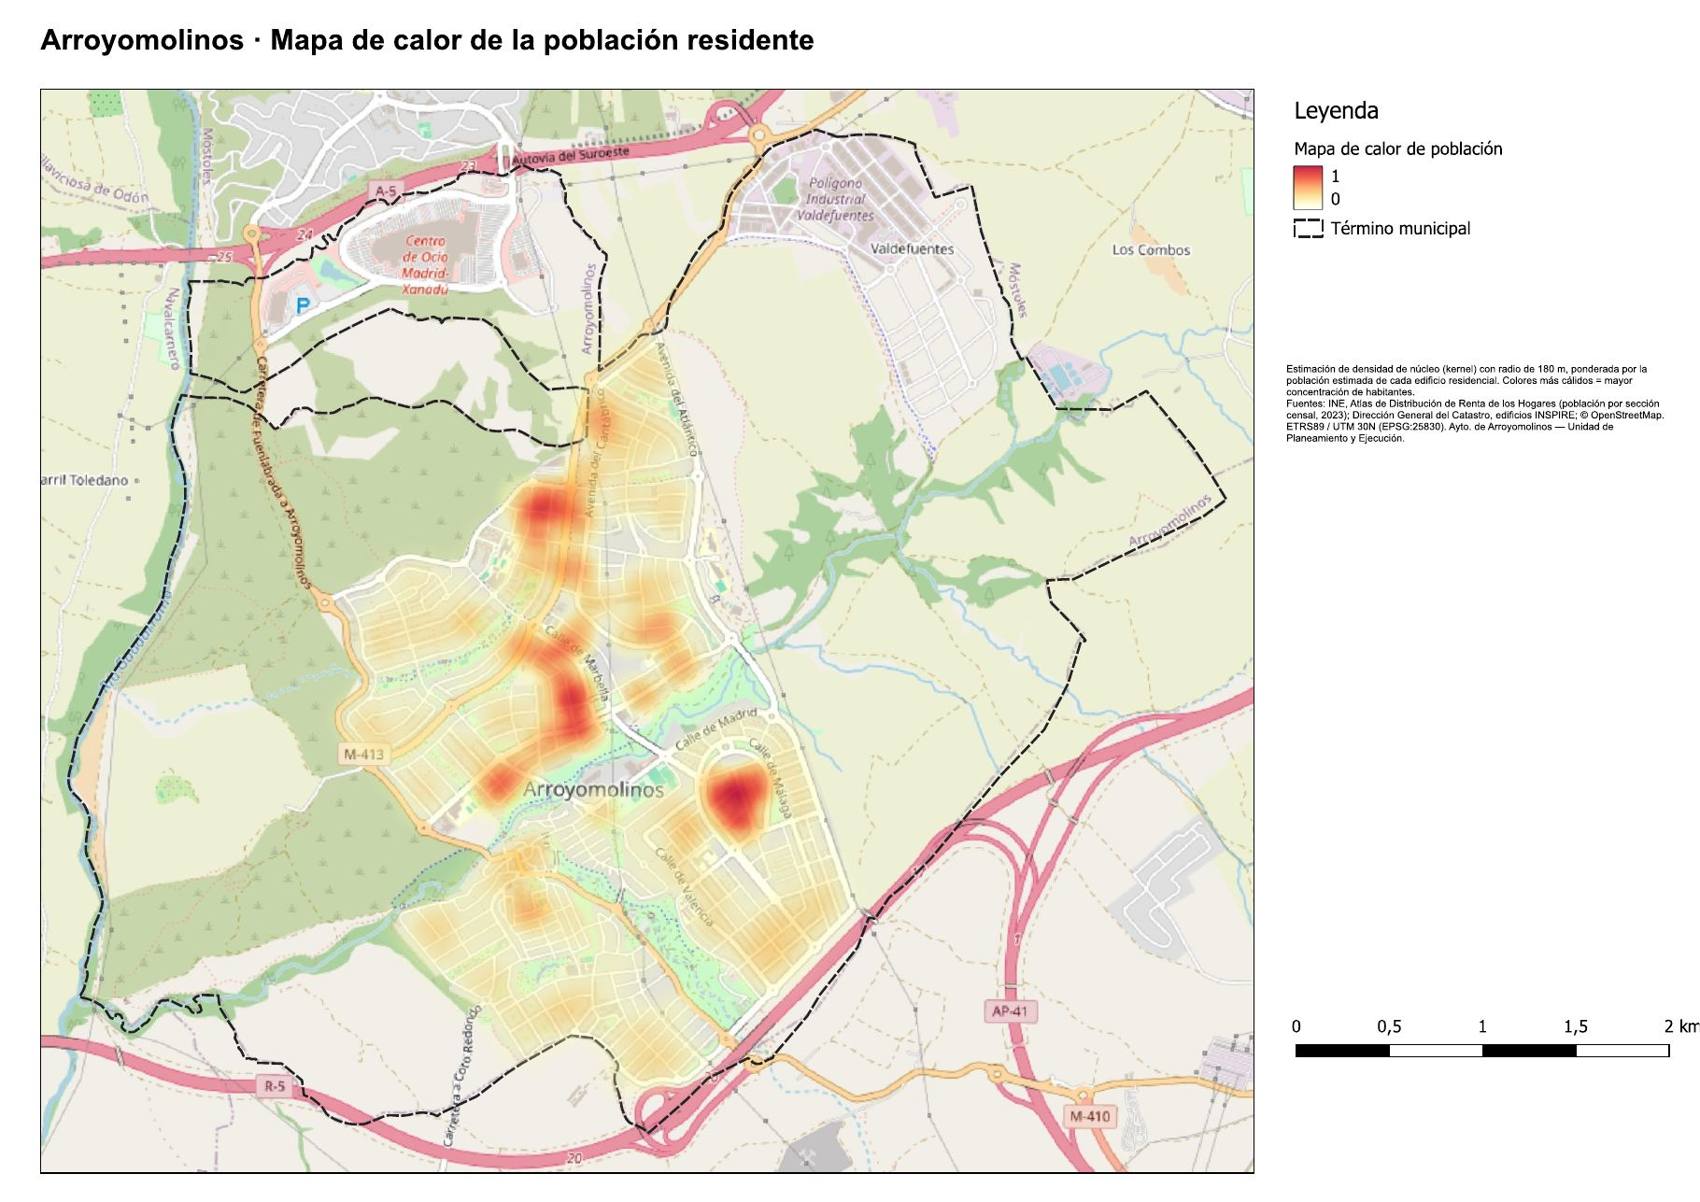 Arroyomolinos · Mapa de calor de la población residente
Leyenda
Mapa de calor de población
1
0
Término municipal
Estimación de densidad de núcleo (kernel) con radio de 180 m, ponderada por la
población estimada de cada edificio residencial. Colores más cálidos = mayor
concentración de habitantes.
Fuentes: INE, Atlas de Distribución de Renta de los Hogares (población por sección
censal, 2023); Dirección General del Catastro, edificios INSPIRE; © OpenStreetMap.
ETRS89 / UTM 30N (EPSG:25830). Ayto. de Arroyomolinos — Unidad de
Planeamiento y Ejecución.
0
0,5
1
1,5
2 km
Móstoles
Autovía del Suroeste
23
A-5
24
25
Centro
de Ocio
Madrid-
Xanadú
P
Navalcarnero
Arroyomolinos
Polígono
Industrial
Valdefuentes
Valdefuentes
Los Combos
Móstoles
Carretera de Fuenlabrada a Arroyomolinos
Avenida del Atlántico
Avenida del Cantábrico
arril Toledano
Arroyomolinos
Calle de Marbella
M-413
Calle de Madrid
Calle de Málaga
Arroyomolinos
Calle de Valencia
1
AP-41
Carretera a Coto Redondo
R-5
20
M-410